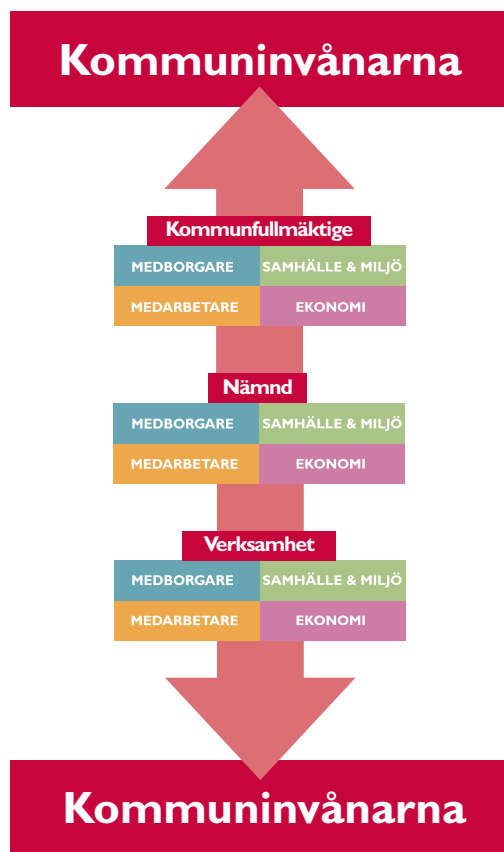 Kommuninvånarna
Kommunfullmäktige
MEDBORGARE SAMHÄLLE & MILJÖ
MEDARBETARE EKONOMI
Nämnd
MEDBORGARE SAMHÄLLE & MILJÖ
MEDARBETARE EKONOMI
Verksamhet
MEDBORGARE SAMHÄLLE & MILJÖ
MEDARBETARE EKONOMI
Kommuninvånarna